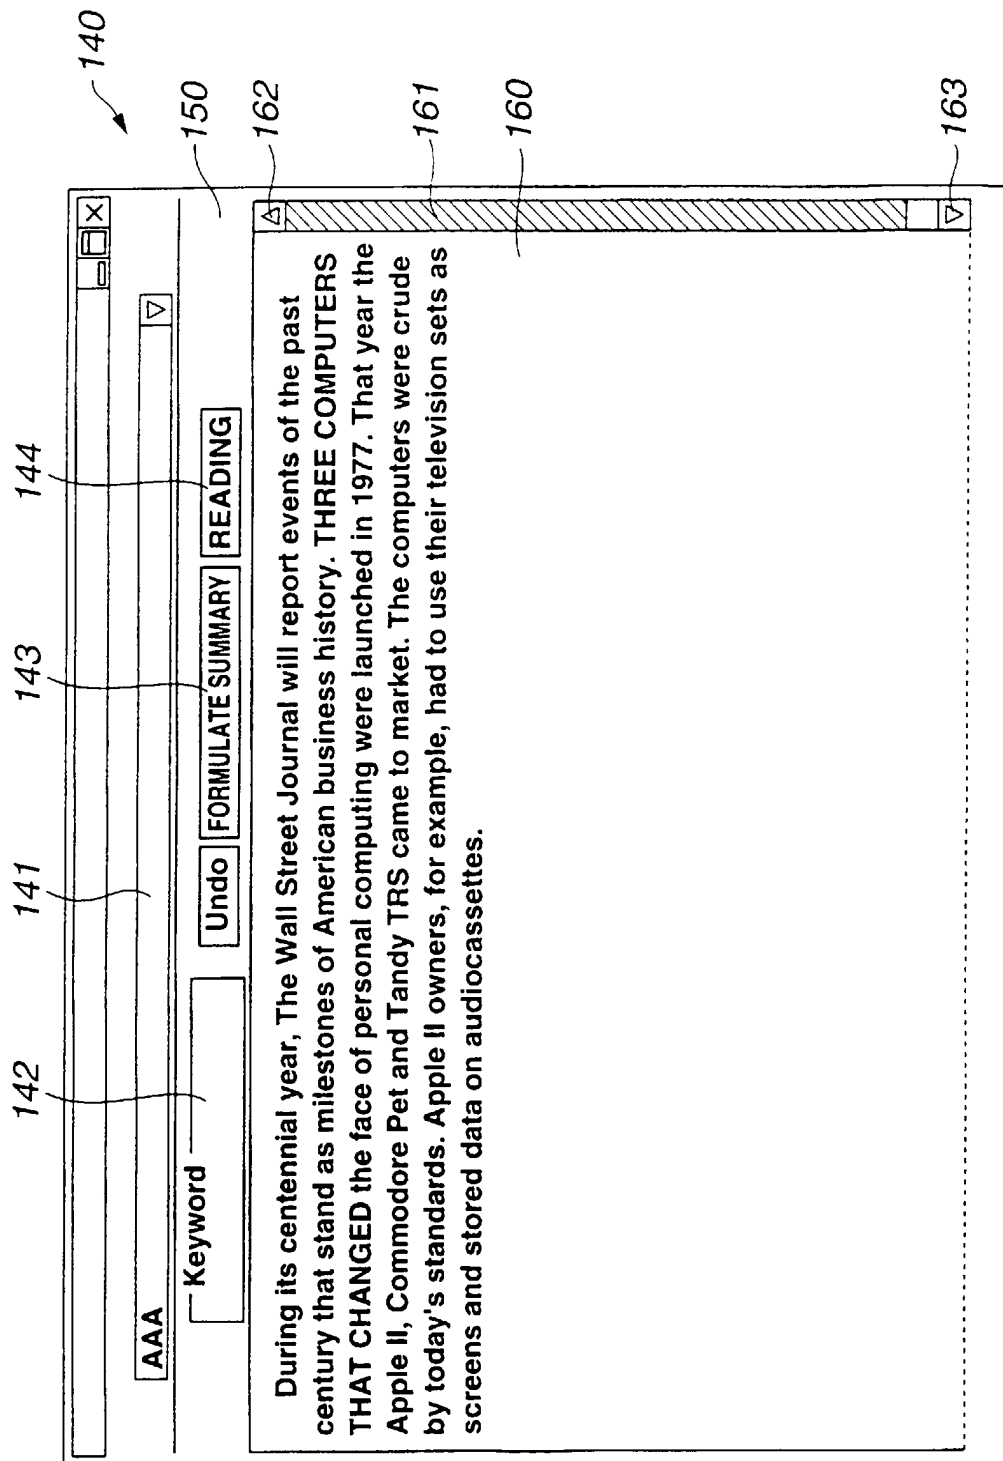 140
144
143
141
142
AAA
Keyword
Undo
FORMULATE SUMMARY
READING
150
162
161
160
163
During its centennial year, The Wall Street Journal will report events of the past
century that stand as milestones of American business history. THREE COMPUTERS
THAT CHANGED the face of personal computing were launched in 1977. That year the
Apple II, Commodore Pet and Tandy TRS came to market. The computers were crude
by today's standards. Apple II owners, for example, had to use their television sets as
screens and stored data on audiocassettes.